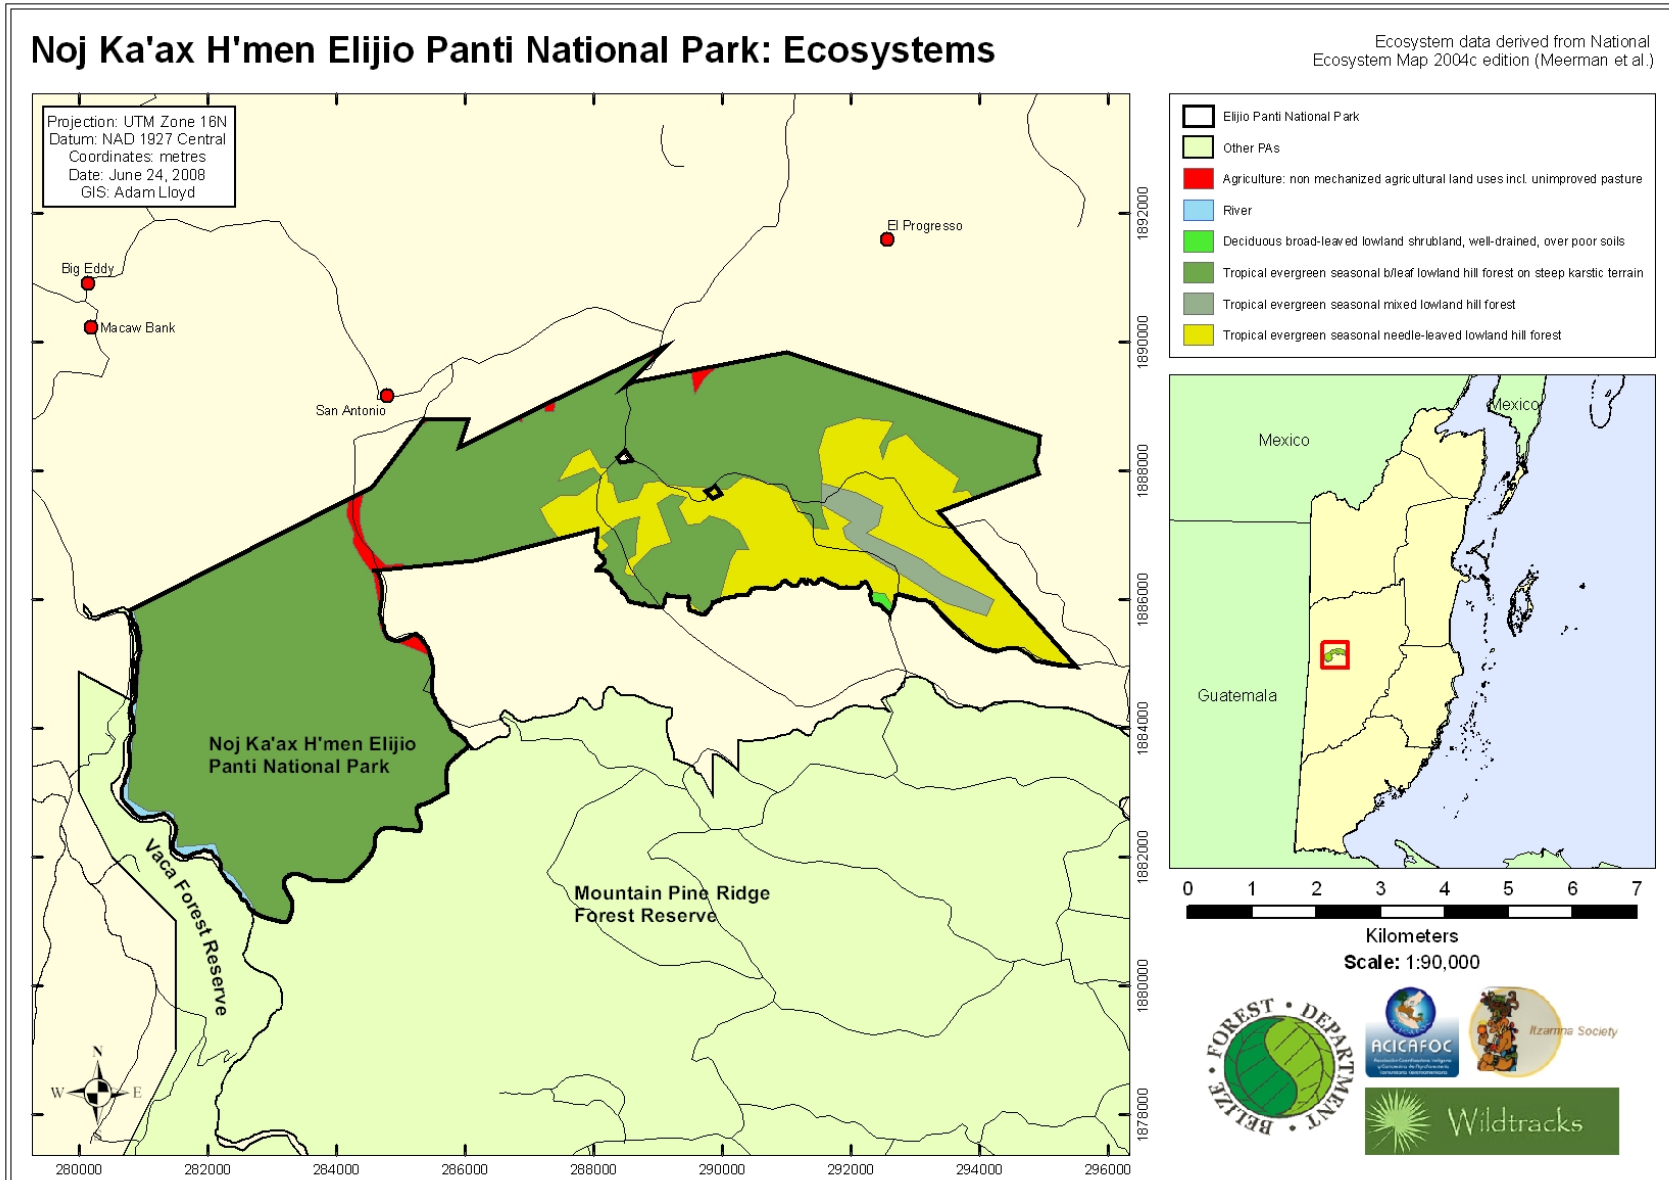 Noj Ka'ax H'men Elijio Panti National Park: Ecosystems
Ecosystem data derived from National
Ecosystem Map 2004c edition (Meerman et al.)
Projection: UTM Zone 16N
Datum: NAD 1927 Central
Coordinates: metres
Date: June 24, 2008
GIS: Adam Lloyd
Elijio Panti National Park
Other PAs
Agriculture: non mechanized agricultural land uses incl. unimproved pasture
River
Deciduous broad-leaved lowland shrubland, well-drained, over poor soils
Tropical evergreen seasonal b/leaf lowland hill forest on steep karstic terrain
Tropical evergreen seasonal mixed lowland hill forest
Tropical evergreen seasonal needle-leaved lowland hill forest
El Progresso
Big Eddy
Macaw Bank
San Antonio
Noj Ka'ax H'men Elijio
Panti National Park
Vaca Forest Reserve
Mountain Pine Ridge
Forest Reserve
N
W
E
S
1892000
1890000
1888000
1886000
1884000
1882000
1880000
1878000
280000
282000
284000
286000
288000
290000
292000
294000
296000
Mexico
Mexico
Guatemala
0 1 2 3 4 5 6 7
Kilometers
Scale: 1:90,000
BELIZE • FOREST • DEPARTMENT •
ACICAFOC
Itzamna Society
Wildtracks